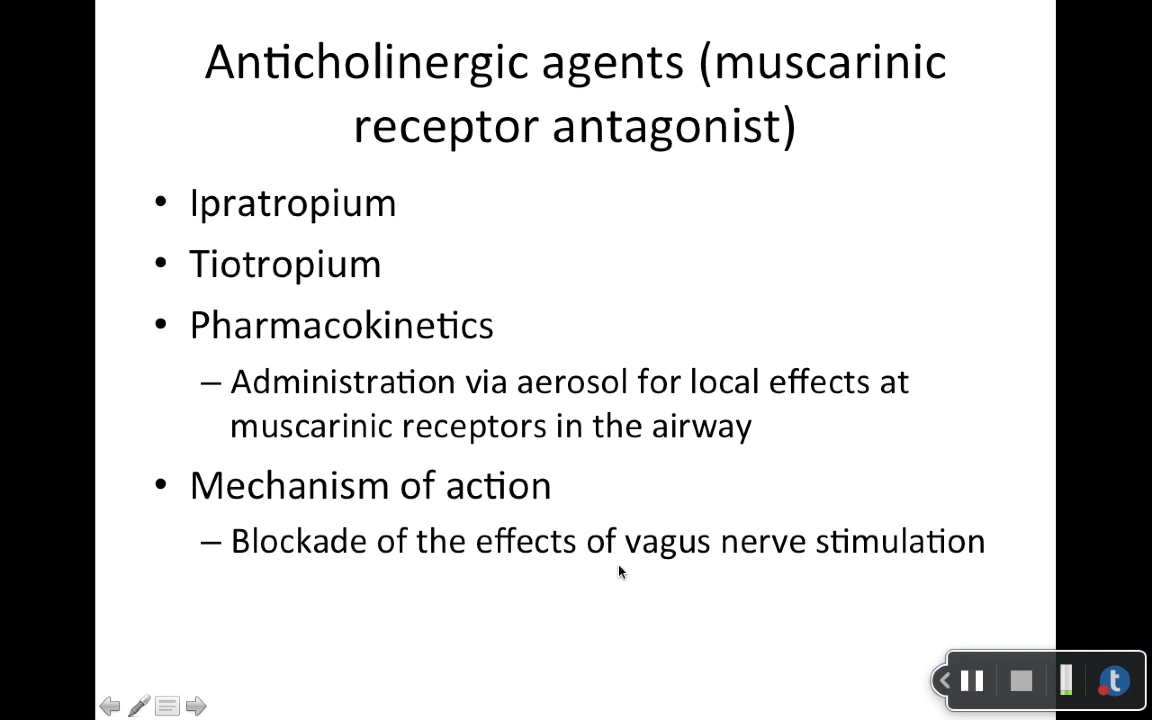 Anticholinergic agents (muscarinic
receptor antagonist)
• Ipratropium
• Tiotropium
• Pharmacokinetics
– Administration via aerosol for local effects at
muscarinic receptors in the airway
• Mechanism of action
– Blockade of the effects of vagus nerve stimulation
t